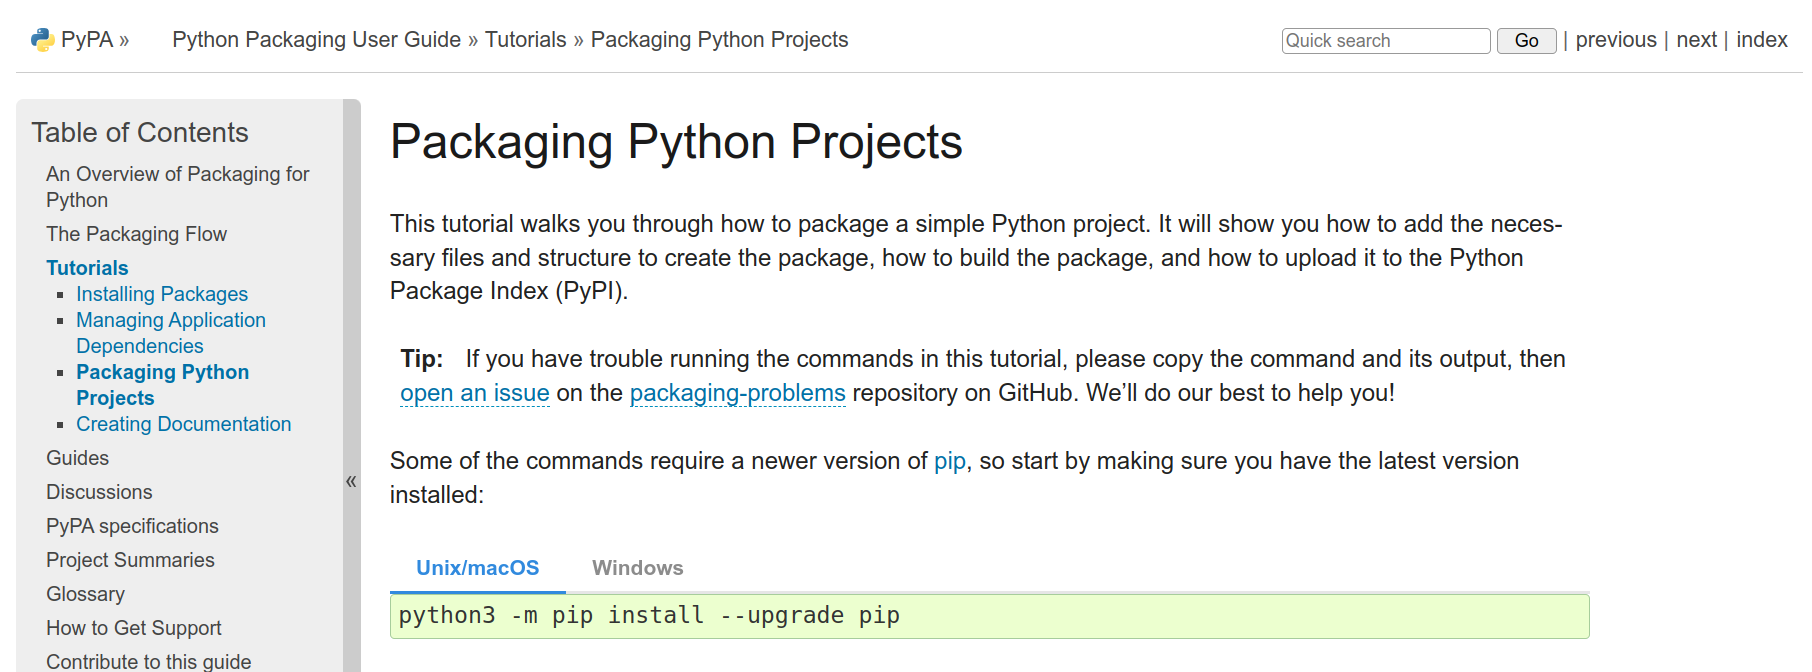 PyPA » Python Packaging User Guide » Tutorials » Packaging Python Projects
Quick search Go | previous | next | index
Table of Contents
An Overview of Packaging for
Python
The Packaging Flow
Tutorials
▪ Installing Packages
▪ Managing Application
Dependencies
▪ Packaging Python
Projects
▪ Creating Documentation
Guides
Discussions
PyPA specifications
Project Summaries
Glossary
How to Get Support
Contribute to this guide
«
Packaging Python Projects
This tutorial walks you through how to package a simple Python project. It will show you how to add the neces-
sary files and structure to create the package, how to build the package, and how to upload it to the Python
Package Index (PyPI).
Tip: If you have trouble running the commands in this tutorial, please copy the command and its output, then
open an issue on the packaging-problems repository on GitHub. We’ll do our best to help you!
Some of the commands require a newer version of pip, so start by making sure you have the latest version
installed:
Unix/macOS Windows
python3 -m pip install --upgrade pip